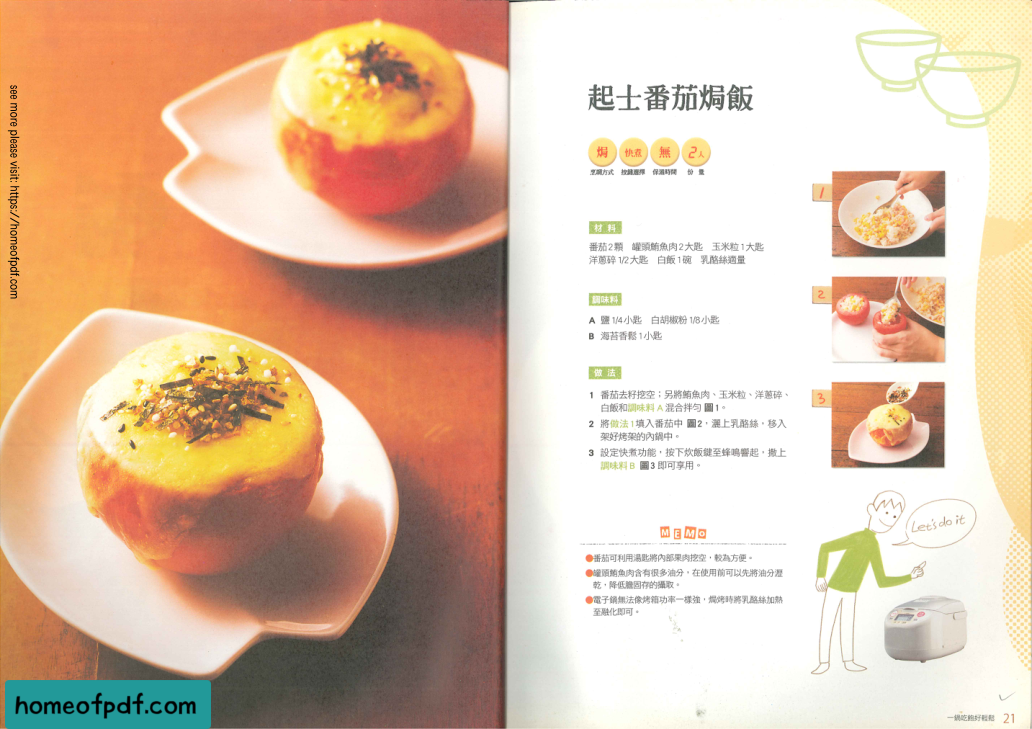 see more please visit: https://homeofpdf.com
homeofpdf.com
起士番茄焗飯
焗 快煮 無 2人
烹調方式 按鍵選擇 保溫時間 份量
材料
番茄2顆 罐頭鮪魚肉2大匙 玉米粒1大匙
洋蔥碎1/2大匙 白飯1碗 乳酪絲適量
調味料
A 鹽1/4小匙 白胡椒粉1/8小匙
B 海苔香鬆1小匙
做法
1 番茄去籽挖空；另將鮪魚肉、玉米粒、洋蔥碎、
白飯和調味料A混合拌勻 圖1。
2 將做法1填入番茄中 圖2，灑上乳酪絲，移入
架好烤架的內鍋中。
3 設定快煮功能，按下炊飯鍵至蜂鳴響起，撒上
調味料B 圖3 即可享用。
1
2
3
MEMO
●番茄可利用湯匙將內部果肉挖空，較為方便。
●罐頭鮪魚肉含有很多油分，在使用前可以先將油分瀝
乾，降低膽固存的攝取。
●電子鍋無法像烤箱功率一樣強，焗烤時將乳酪絲加熱
至融化即可。
Let's do it
一鍋吃飽好輕鬆 21